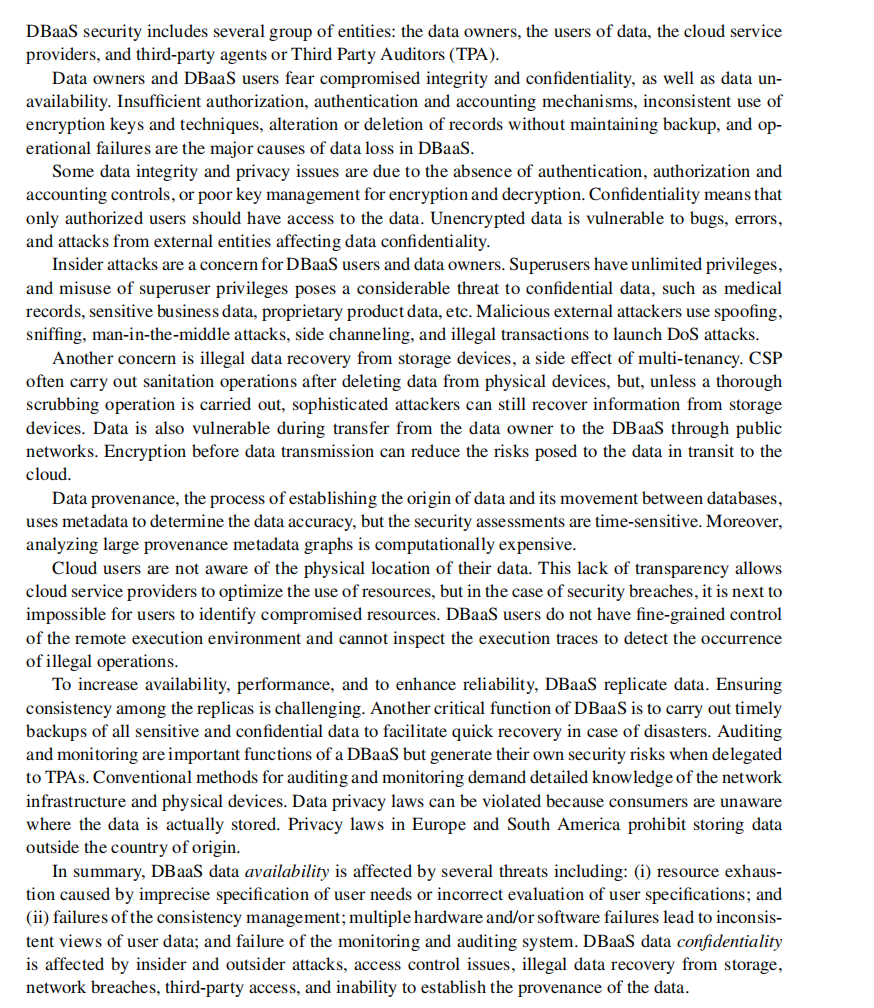 DBaaS security includes several group of entities: the data owners, the users of data, the cloud service
providers, and third-party agents or Third Party Auditors (TPA).
Data owners and DBaaS users fear compromised integrity and confidentiality, as well as data un-
availability. Insufficient authorization, authentication and accounting mechanisms, inconsistent use of
encryption keys and techniques, alteration or deletion of records without maintaining backup, and op-
erational failures are the major causes of data loss in DBaaS.
Some data integrity and privacy issues are due to the absence of authentication, authorization and
accounting controls, or poor key management for encryption and decryption. Confidentiality means that
only authorized users should have access to the data. Unencrypted data is vulnerable to bugs, errors,
and attacks from external entities affecting data confidentiality.
Insider attacks are a concern for DBaaS users and data owners. Superusers have unlimited privileges,
and misuse of superuser privileges poses a considerable threat to confidential data, such as medical
records, sensitive business data, proprietary product data, etc. Malicious external attackers use spoofing,
sniffing, man-in-the-middle attacks, side channeling, and illegal transactions to launch DoS attacks.
Another concern is illegal data recovery from storage devices, a side effect of multi-tenancy. CSP
often carry out sanitation operations after deleting data from physical devices, but, unless a thorough
scrubbing operation is carried out, sophisticated attackers can still recover information from storage
devices. Data is also vulnerable during transfer from the data owner to the DBaaS through public
networks. Encryption before data transmission can reduce the risks posed to the data in transit to the
cloud.
Data provenance, the process of establishing the origin of data and its movement between databases,
uses metadata to determine the data accuracy, but the security assessments are time-sensitive. Moreover,
analyzing large provenance metadata graphs is computationally expensive.
Cloud users are not aware of the physical location of their data. This lack of transparency allows
cloud service providers to optimize the use of resources, but in the case of security breaches, it is next to
impossible for users to identify compromised resources. DBaaS users do not have fine-grained control
of the remote execution environment and cannot inspect the execution traces to detect the occurrence
of illegal operations.
To increase availability, performance, and to enhance reliability, DBaaS replicate data. Ensuring
consistency among the replicas is challenging. Another critical function of DBaaS is to carry out timely
backups of all sensitive and confidential data to facilitate quick recovery in case of disasters. Auditing
and monitoring are important functions of a DBaaS but generate their own security risks when delegated
to TPAs. Conventional methods for auditing and monitoring demand detailed knowledge of the network
infrastructure and physical devices. Data privacy laws can be violated because consumers are unaware
where the data is actually stored. Privacy laws in Europe and South America prohibit storing data
outside the country of origin.
In summary, DBaaS data availability is affected by several threats including: (i) resource exhaus-
tion caused by imprecise specification of user needs or incorrect evaluation of user specifications; and
(ii) failures of the consistency management; multiple hardware and/or software failures lead to inconsis-
tent views of user data; and failure of the monitoring and auditing system. DBaaS data confidentiality
is affected by insider and outsider attacks, access control issues, illegal data recovery from storage,
network breaches, third-party access, and inability to establish the provenance of the data.